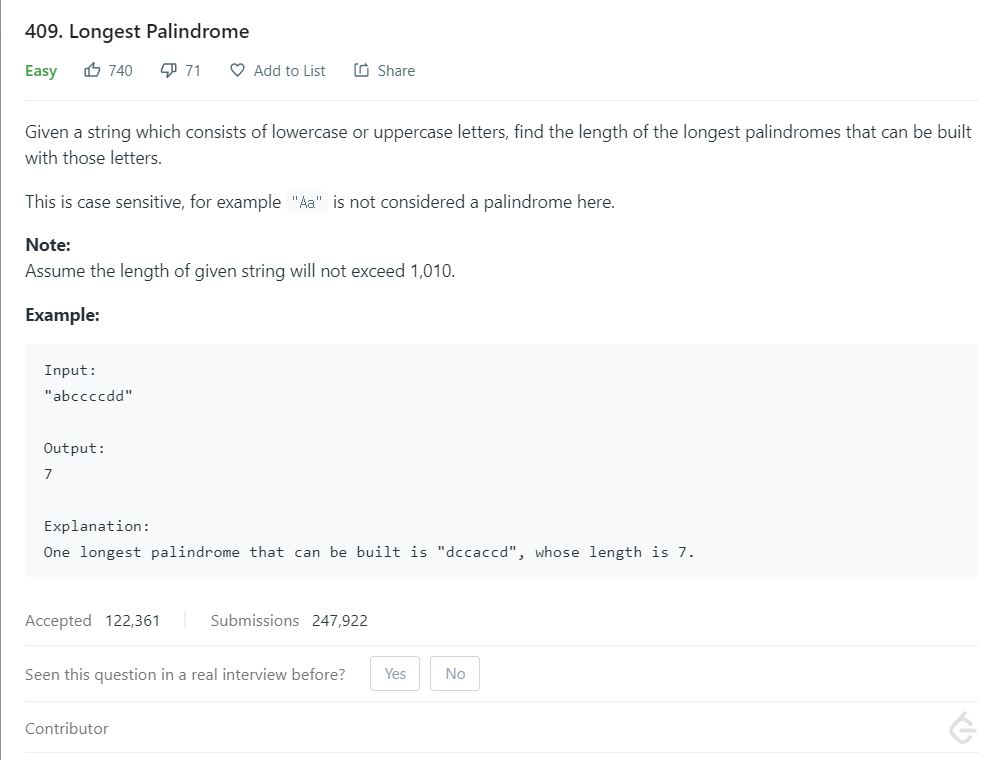 409. Longest Palindrome
Easy 740 71 Add to List Share
Given a string which consists of lowercase or uppercase letters, find the length of the longest palindromes that can be built
with those letters.
This is case sensitive, for example "Aa" is not considered a palindrome here.
Note:
Assume the length of given string will not exceed 1,010.
Example:
Input:
"abccccdd"
Output:
7
Explanation:
One longest palindrome that can be built is "dccaccd", whose length is 7.
Accepted 122,361 Submissions 247,922
Seen this question in a real interview before? Yes No
Contributor